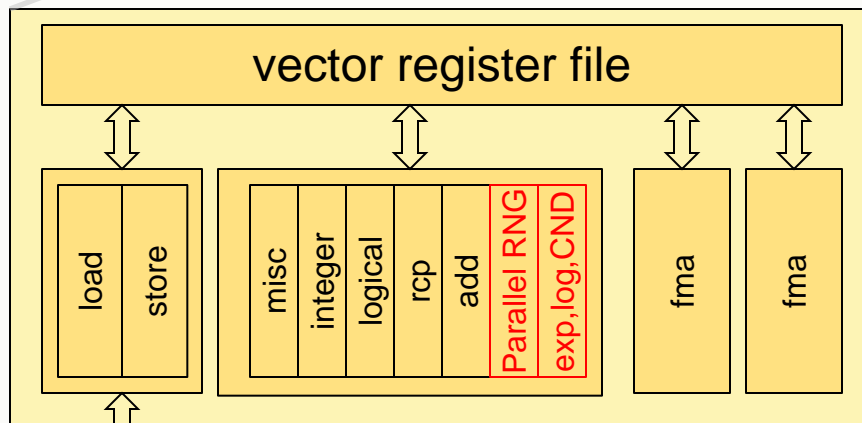 vector register file
load
store
misc
integer
logical
rcp
add
Parallel RNG
exp,log,CND
fma
fma